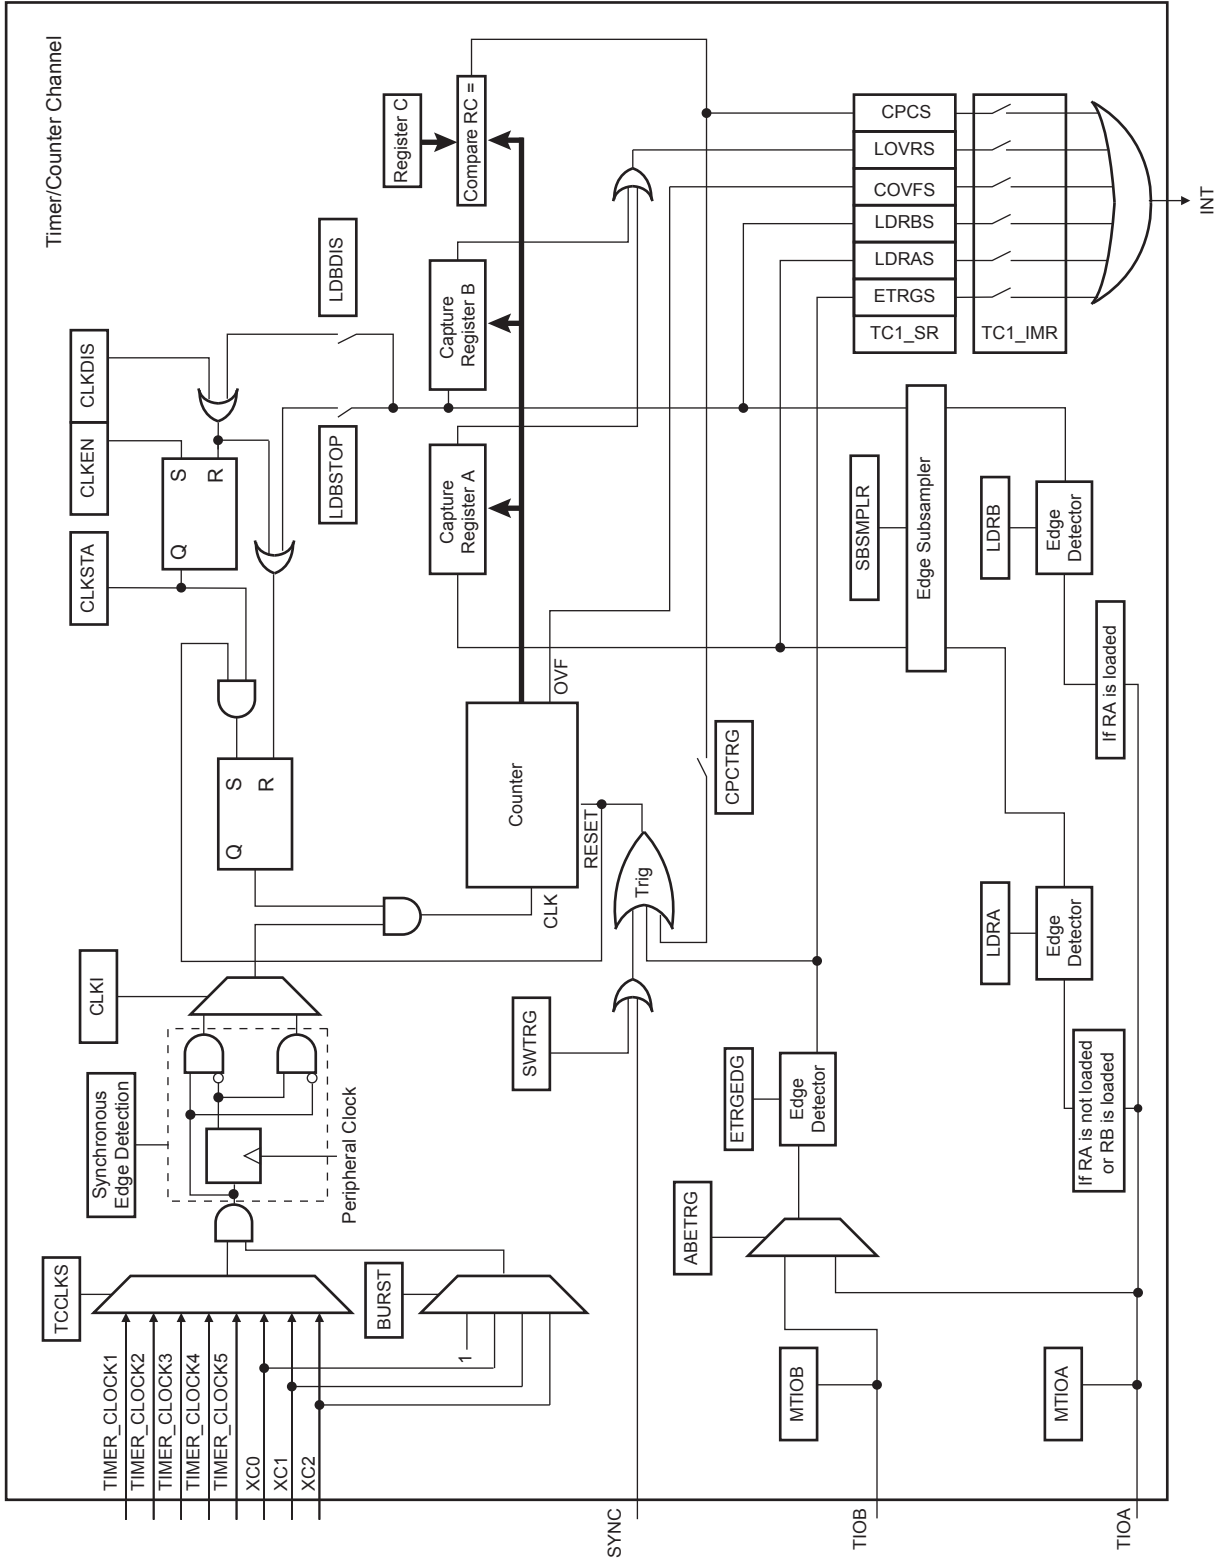 Timer/Counter Channel
TCCLKS
TIMER_CLOCK1
TIMER_CLOCK2
TIMER_CLOCK3
TIMER_CLOCK4
TIMER_CLOCK5
XC0
XC1
XC2
BURST
1
Synchronous
Edge Detection
Peripheral Clock
CLKI
CLKSTA
CLKEN
CLKDIS
Q
S
R
Q
S
R
LDBSTOP
LDBDIS
Register C
Compare RC =
Capture
Register A
Capture
Register B
Counter
CLK
OVF
RESET
Trig
SWTRG
CPCTRG
SYNC
TIOB
TIOA
MTIOB
MTIOA
ABETRG
ETRGEDG
Edge
Detector
SBSMPLR
Edge Subsampler
LDRA
Edge
Detector
If RA is not loaded
or RB is loaded
LDRB
Edge
Detector
If RA is loaded
CPCS
LOVRS
COVFS
LDRBS
LDRAS
ETRGS
TC1_SR
TC1_IMR
INT